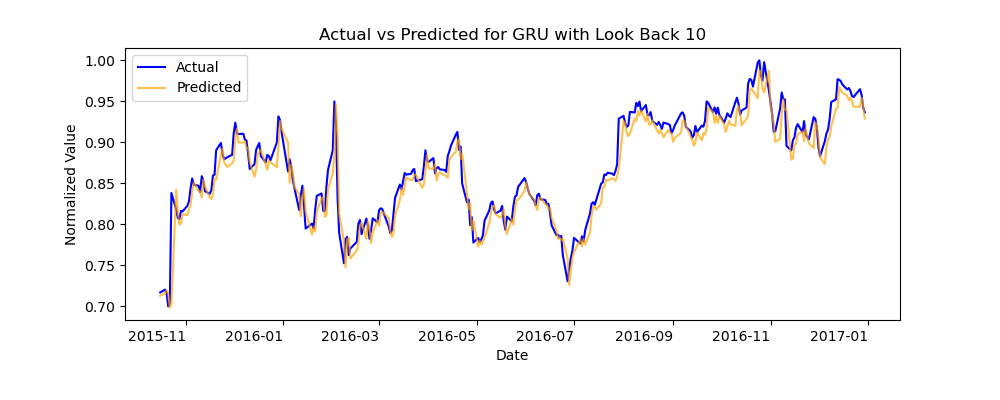 Actual vs Predicted for GRU with Look Back 10
Actual
Predicted
Normalized Value
1.00
0.95
0.90
0.85
0.80
0.75
0.70
2015-11 2016-01 2016-03 2016-05 2016-07 2016-09 2016-11 2017-01
Date